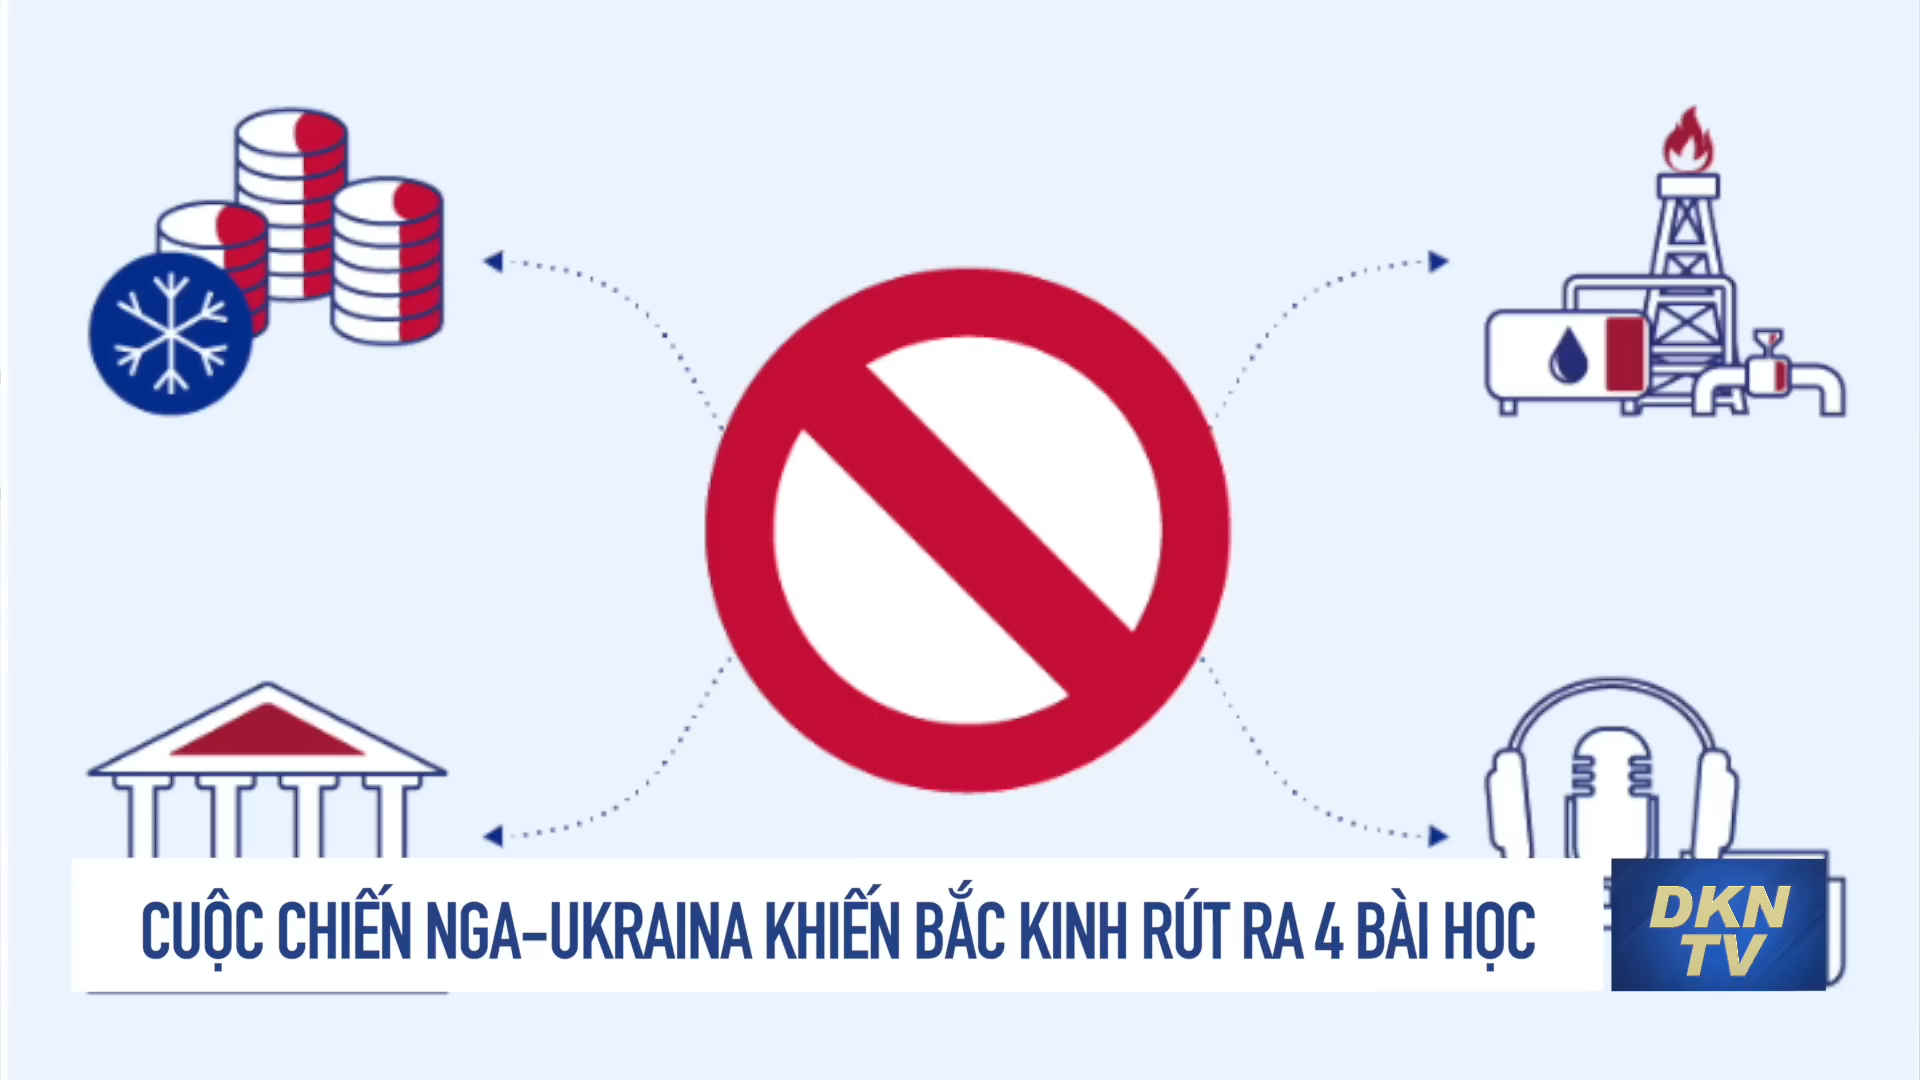 CUỘC CHIẾN NGA-UKRAINA KHIẾN BẮC KINH RÚT RA 4 BÀI HỌC
DKN
TV